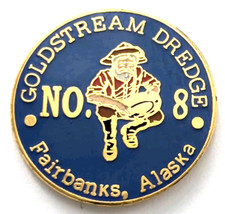 · GOLDSTREAM DREDGE ·
NO. 8
Fairbanks, Alaska